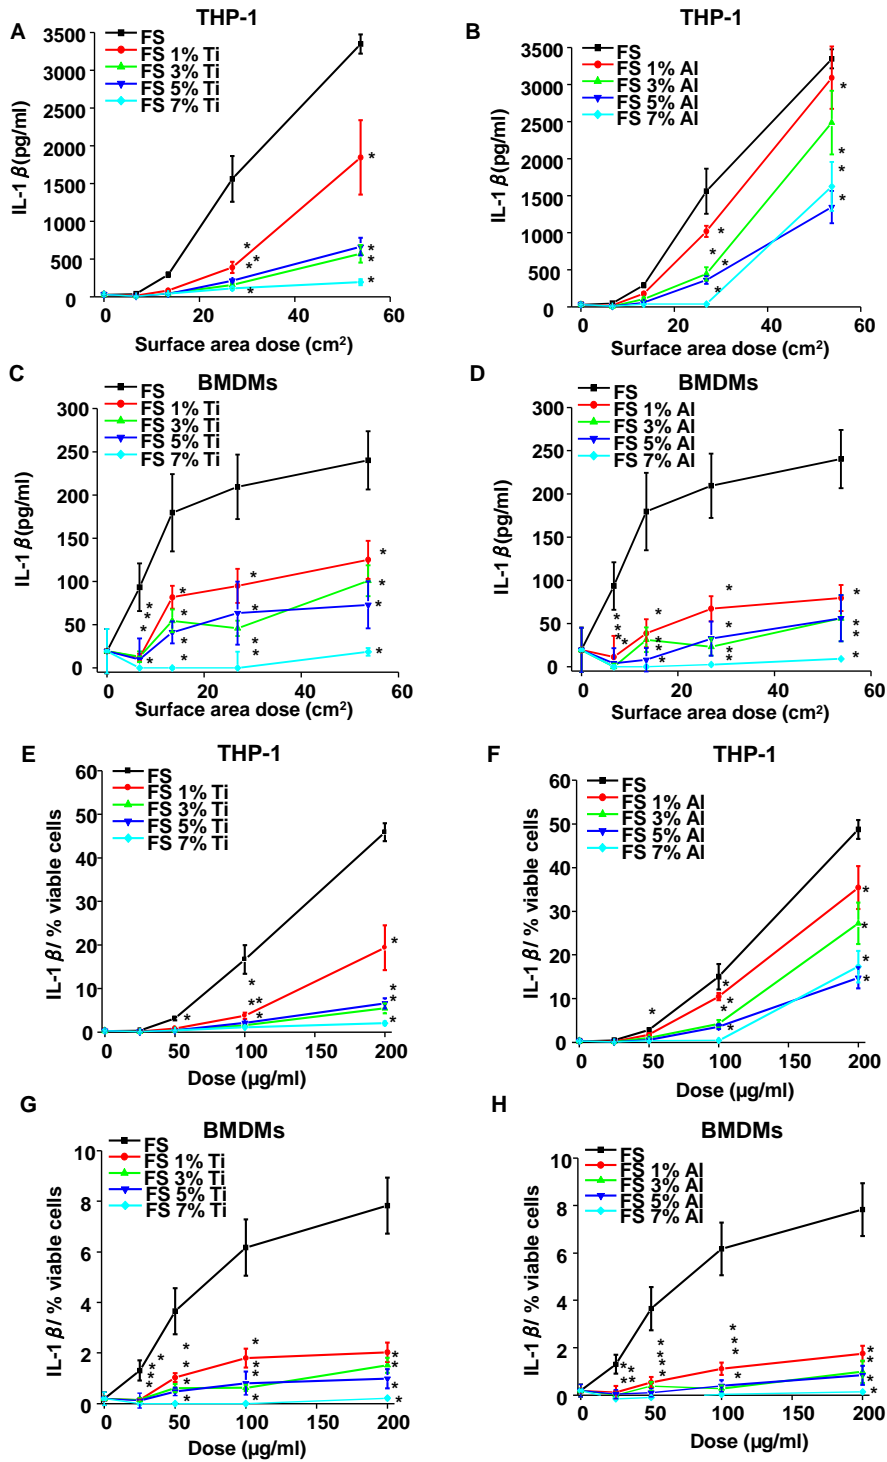 A
THP-1
FS
FS 1% Ti
FS 3% Ti
FS 5% Ti
FS 7% Ti
IL-1 β(pg/ml)
3500
3000
2500
2000
1500
1000
500
0
0 20 40 60
Surface area dose (cm²)
B
THP-1
FS
FS 1% Al
FS 3% Al
FS 5% Al
FS 7% Al
IL-1 β(pg/ml)
3500
3000
2500
2000
1500
1000
500
0
0 20 40 60
Surface area dose (cm²)
C
BMDMs
FS
FS 1% Ti
FS 3% Ti
FS 5% Ti
FS 7% Ti
IL-1 β(pg/ml)
300
250
200
150
100
50
0
0 20 40 60
Surface area dose (cm²)
D
BMDMs
FS
FS 1% Al
FS 3% Al
FS 5% Al
FS 7% Al
IL-1 β(pg/ml)
300
250
200
150
100
50
0
0 20 40 60
Surface area dose (cm²)
E
THP-1
FS
FS 1% Ti
FS 3% Ti
FS 5% Ti
FS 7% Ti
IL-1 β/ % viable cells
60
50
40
30
20
10
0
0 50 100 150 200
Dose (µg/ml)
F
THP-1
FS
FS 1% Al
FS 3% Al
FS 5% Al
FS 7% Al
IL-1 β/ % viable cells
60
50
40
30
20
10
0
0 50 100 150 200
Dose (µg/ml)
G
BMDMs
FS
FS 1% Ti
FS 3% Ti
FS 5% Ti
FS 7% Ti
IL-1 β/ % viable cells
10
8
6
4
2
0
0 50 100 150 200
Dose (µg/ml)
H
BMDMs
FS
FS 1% Al
FS 3% Al
FS 5% Al
FS 7% Al
IL-1 β/ % viable cells
10
8
6
4
2
0
0 50 100 150 200
Dose (µg/ml)